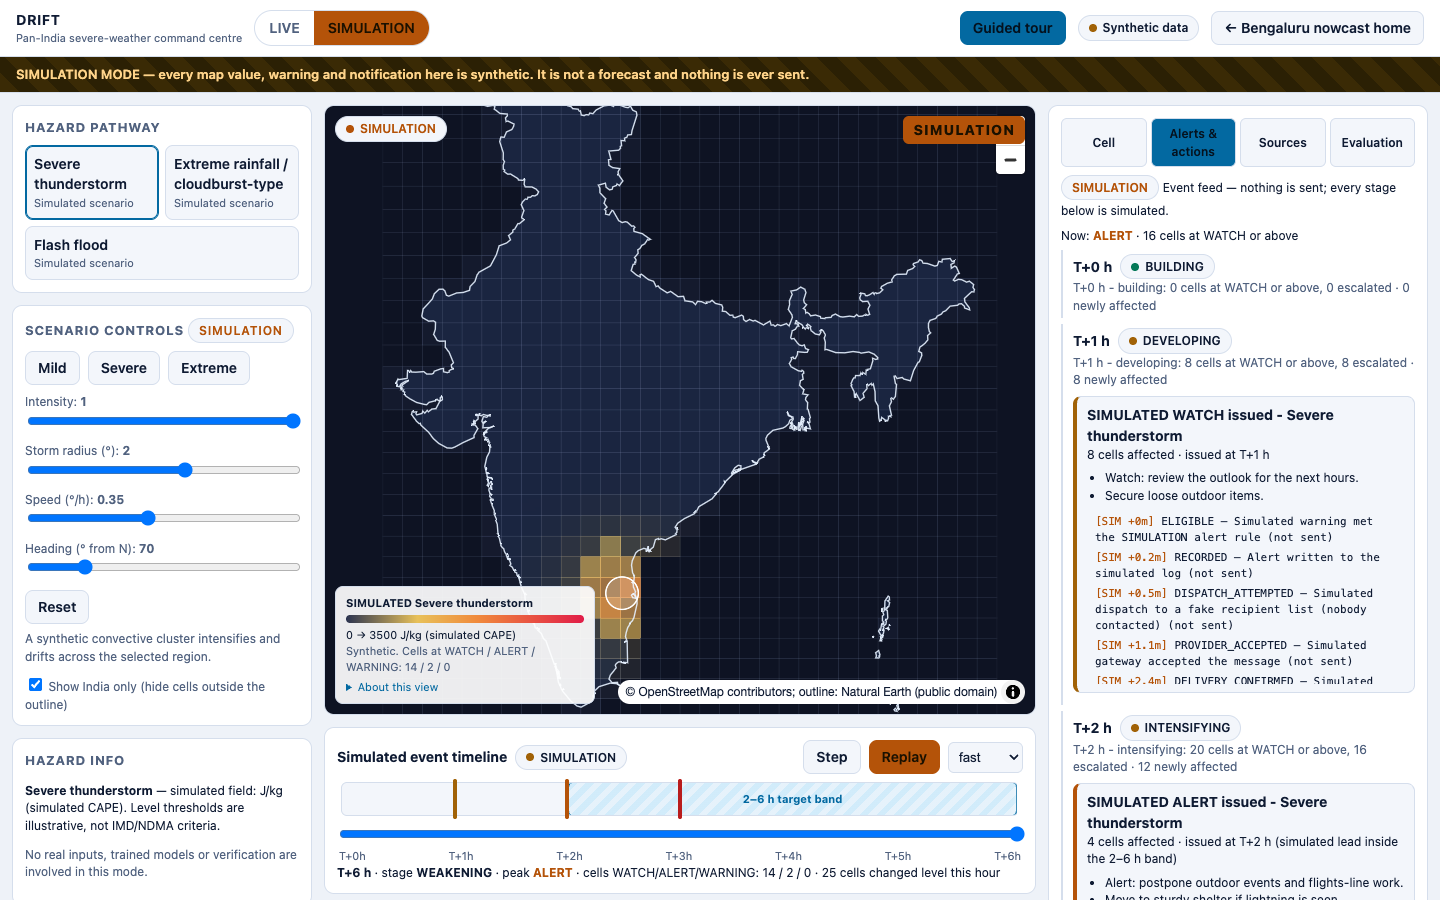 DRIFT
Pan-India severe-weather command centre
LIVE
SIMULATION
Guided tour
Synthetic data
← Bengaluru nowcast home
SIMULATION MODE — every map value, warning and notification here is synthetic. It is not a forecast and nothing is ever sent.
HAZARD PATHWAY
Severe
thunderstorm
Simulated scenario
Extreme rainfall /
cloudburst-type
Simulated scenario
Flash flood
Simulated scenario
SCENARIO CONTROLS SIMULATION
Mild
Severe
Extreme
Intensity: 1
Storm radius (°): 2
Speed (°/h): 0.35
Heading (° from N): 70
Reset
A synthetic convective cluster intensifies and
drifts across the selected region.
Show India only (hide cells outside the
outline)
HAZARD INFO
Severe thunderstorm — simulated field: J/kg
(simulated CAPE). Level thresholds are
illustrative, not IMD/NDMA criteria.
No real inputs, trained models or verification are
involved in this mode.
SIMULATION
SIMULATION
SIMULATED Severe thunderstorm
0 → 3500 J/kg (simulated CAPE)
Synthetic. Cells at WATCH / ALERT /
WARNING: 14 / 2 / 0
About this view
© OpenStreetMap contributors; outline: Natural Earth (public domain)
Simulated event timeline
SIMULATION
Step
Replay
fast
2–6 h target band
T+0h
T+1h
T+2h
T+3h
T+4h
T+5h
T+6h
T+6 h · stage WEAKENING · peak ALERT · cells WATCH/ALERT/WARNING: 14 / 2 / 0 · 25 cells changed level this hour
Cell
Alerts &
actions
Sources
Evaluation
SIMULATION Event feed — nothing is sent; every stage
below is simulated.
Now: ALERT · 16 cells at WATCH or above
T+0 h
BUILDING
T+0 h - building: 0 cells at WATCH or above, 0 escalated · 0
newly affected
T+1 h
DEVELOPING
T+1 h - developing: 8 cells at WATCH or above, 8 escalated ·
8 newly affected
SIMULATED WATCH issued - Severe
thunderstorm
8 cells affected · issued at T+1 h
• Watch: review the outlook for the next hours.
• Secure loose outdoor items.
[SIM +0m] ELIGIBLE — Simulated warning met
the SIMULATION alert rule (not sent)
[SIM +0.2m] RECORDED — Alert written to the
simulated log (not sent)
[SIM +0.5m] DISPATCH_ATTEMPTED — Simulated
dispatch to a fake recipient list (nobody
contacted) (not sent)
[SIM +1.1m] PROVIDER_ACCEPTED — Simulated
gateway accepted the message (not sent)
[SIM +2.4m] DELIVERY_CONFIRMED — Simulated
T+2 h
INTENSIFYING
T+2 h - intensifying: 20 cells at WATCH or above, 16
escalated · 12 newly affected
SIMULATED ALERT issued - Severe
thunderstorm
4 cells affected · issued at T+2 h (simulated lead inside
the 2–6 h band)
• Alert: postpone outdoor events and flights-line work.
• Move to sturdy shelter if lightning is seen.